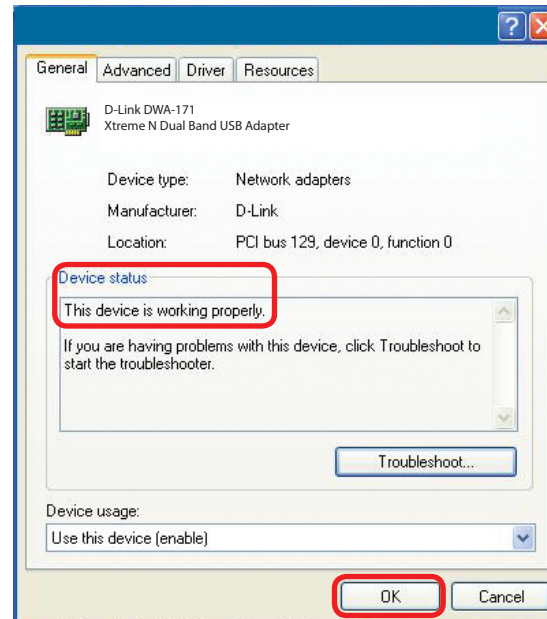 General Advanced Driver Resources
D-Link DWA-171
Xtreme N Dual Band USB Adapter
Device type: Network adapters
Manufacturer: D-Link
Location: PCI bus 129, device 0, function 0
Device status
This device is working properly.
If you are having problems with this device, click Troubleshoot to
start the troubleshooter.
Troubleshoot...
Device usage:
Use this device (enable)
OK Cancel